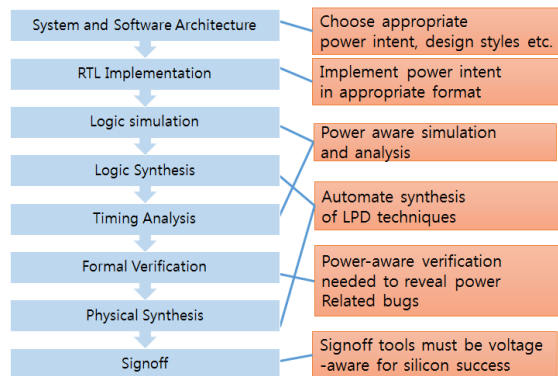 System and Software Architecture
RTL Implementation
Logic simulation
Logic Synthesis
Timing Analysis
Formal Verification
Physical Synthesis
Signoff
Choose appropriate
power intent, design styles etc.
Implement power intent
in appropriate format
Power aware simulation
and analysis
Automate synthesis
of LPD techniques
Power-aware verification
needed to reveal power
Related bugs
Signoff tools must be voltage
-aware for silicon success